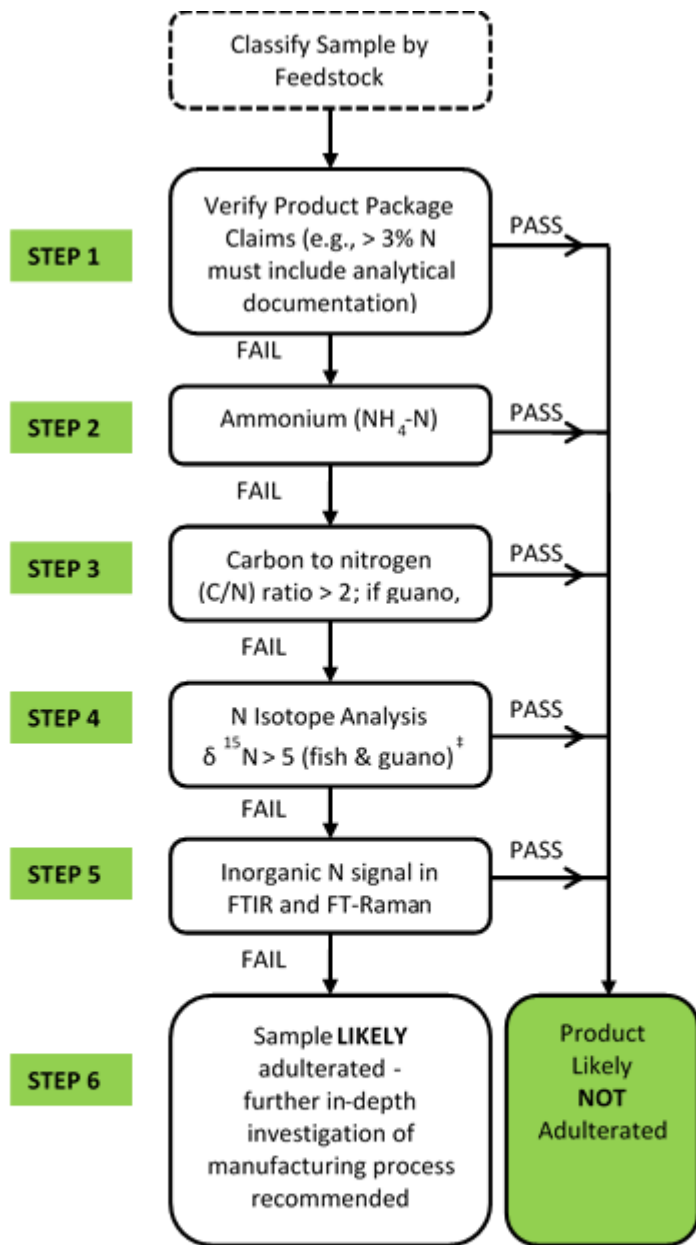 Classify Sample by
Feedstock
STEP 1
Verify Product Package
Claims (e.g., > 3% N
must include analytical
documentation)
PASS
FAIL
STEP 2
Ammonium (NH4-N)
PASS
FAIL
STEP 3
Carbon to nitrogen
(C/N) ratio > 2; if guano,
PASS
FAIL
STEP 4
N Isotope Analysis
δ 15N > 5 (fish & guano)‡
PASS
FAIL
STEP 5
Inorganic N signal in
FTIR and FT-Raman
PASS
FAIL
STEP 6
Sample LIKELY
adulterated -
further in-depth
investigation of
manufacturing process
recommended
Product
Likely
NOT
Adulterated